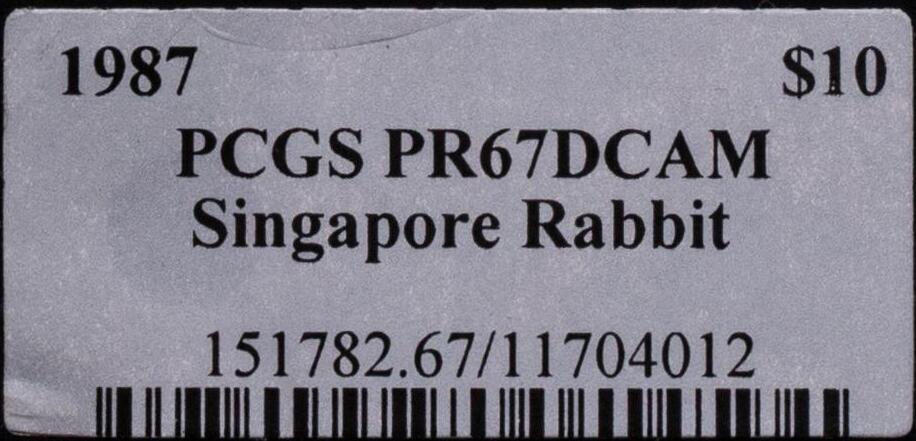 1987 $10
PCGS PR67DCAM
Singapore Rabbit
151782.67/11704012